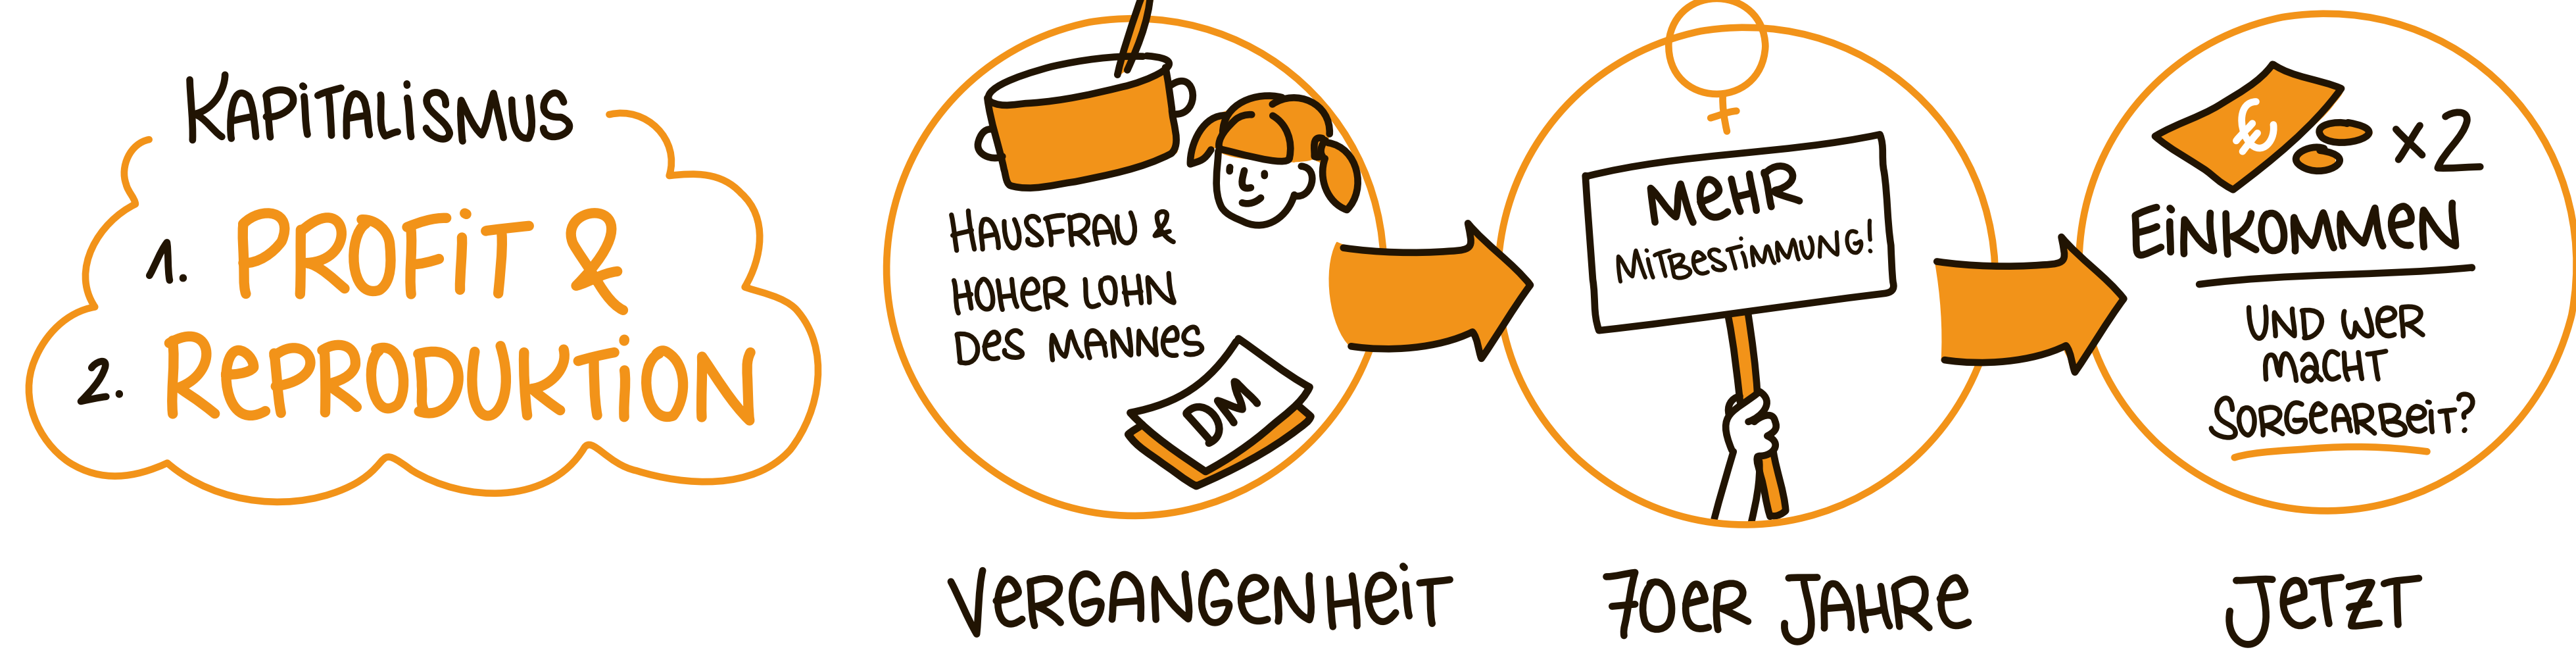 KAPITALISMUS
1. PROFIT &
2. REPRODUKTION
HAUSFRAU &
HOHER LOHN
DES MANNES
DM
VERGANGENHEIT
MEHR
MITBESTIMMUNG!
70ER JAHRE
€
x2
EINKOMMEN
UND WER
MACHT
SORGEARBEIT?
JETZT